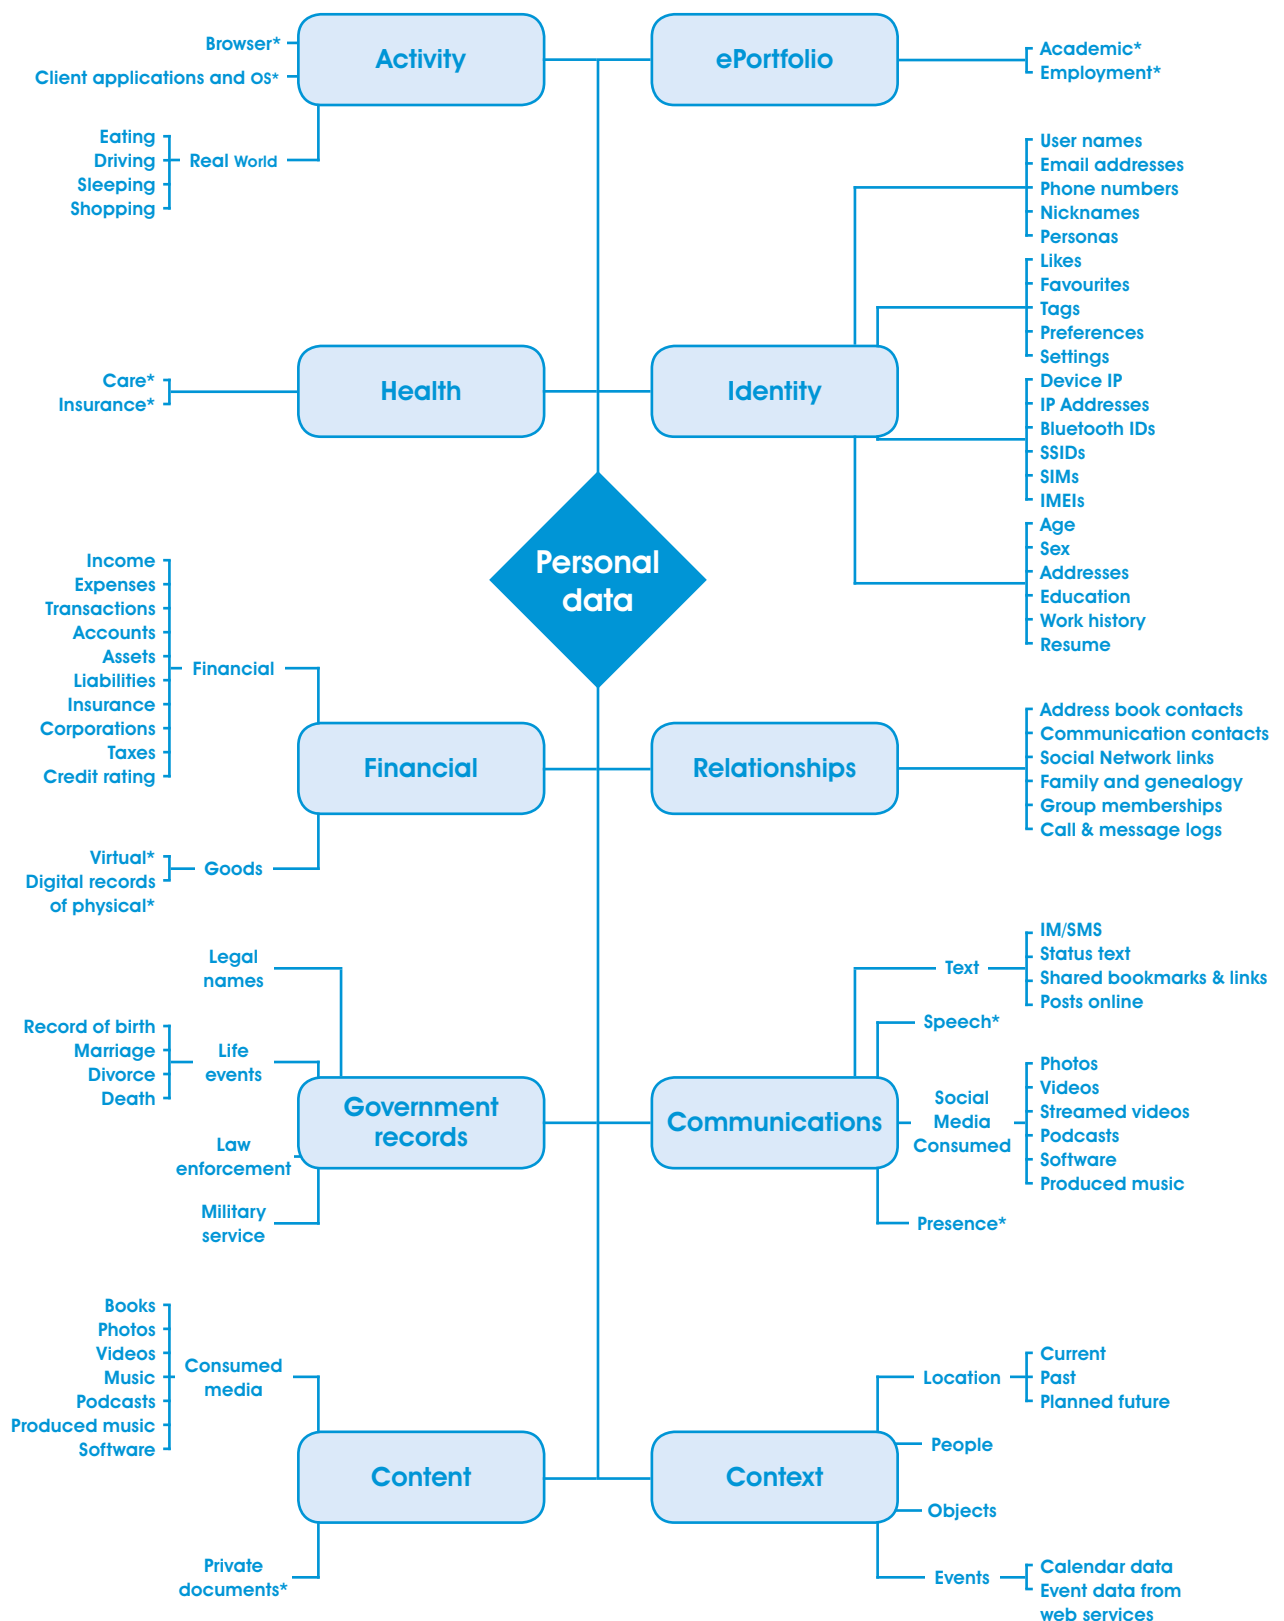 Activity
Browser*
Client applications and OS*
Real World
Eating
Driving
Sleeping
Shopping
ePortfolio
Academic*
Employment*
Health
Care*
Insurance*
Identity
User names
Email addresses
Phone numbers
Nicknames
Personas
Likes
Favourites
Tags
Preferences
Settings
Device IP
IP Addresses
Bluetooth IDs
SSIDs
SIMs
IMEIs
Age
Sex
Addresses
Education
Work history
Resume
Personal
data
Financial
Financial
Income
Expenses
Transactions
Accounts
Assets
Liabilities
Insurance
Corporations
Taxes
Credit rating
Goods
Virtual*
Digital records
of physical*
Relationships
Address book contacts
Communication contacts
Social Network links
Family and genealogy
Group memberships
Call & message logs
Government
records
Legal
names
Life
events
Record of birth
Marriage
Divorce
Death
Law
enforcement
Military
service
Communications
Text
IM/SMS
Status text
Shared bookmarks & links
Posts online
Speech*
Social
Media
Consumed
Photos
Videos
Streamed videos
Podcasts
Software
Produced music
Presence*
Content
Consumed
media
Books
Photos
Videos
Music
Podcasts
Produced music
Software
Private
documents*
Context
Location
Current
Past
Planned future
People
Objects
Events
Calendar data
Event data from
web services